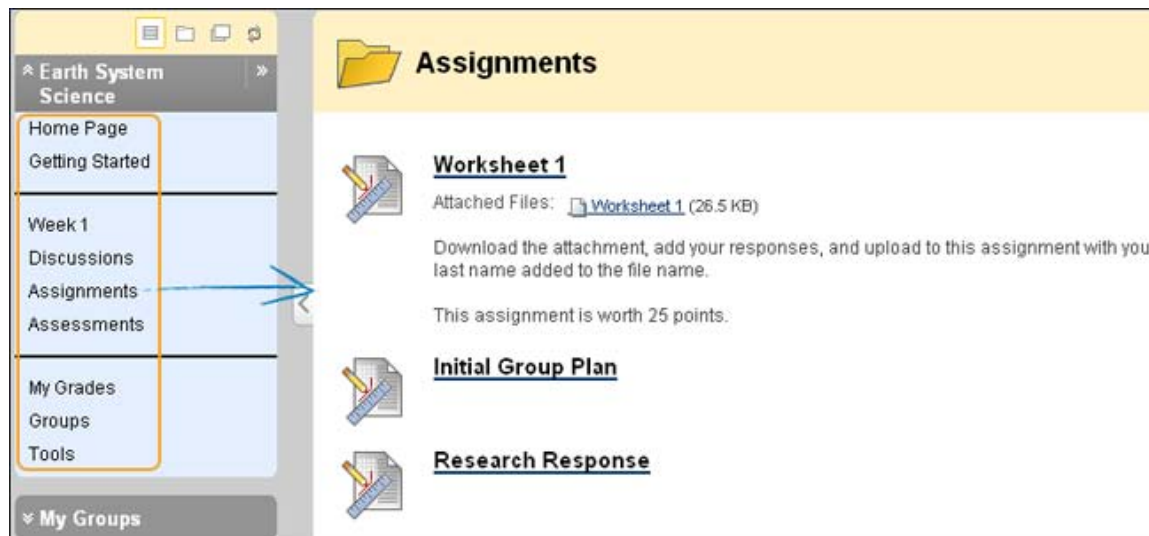 Earth System
Science
Home Page
Getting Started
Week 1
Discussions
Assignments
Assessments
My Grades
Groups
Tools
My Groups
Assignments
Worksheet 1
Attached Files: Worksheet 1 (26.5 KB)
Download the attachment, add your responses, and upload to this assignment with you
last name added to the file name.
This assignment is worth 25 points.
Initial Group Plan
Research Response